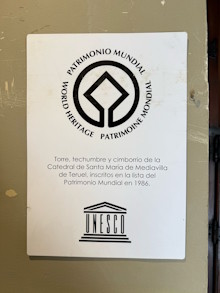 PATRIMONIO MUNDIAL
WORLD HERITAGE
PATRIMOINE MONDIAL
Torre, techumbre y cimborrio de la
Catedral de Santa María de Mediavilla
de Teruel, inscritos en la lista del
Patrimonio Mundial en 1986.
UNESCO